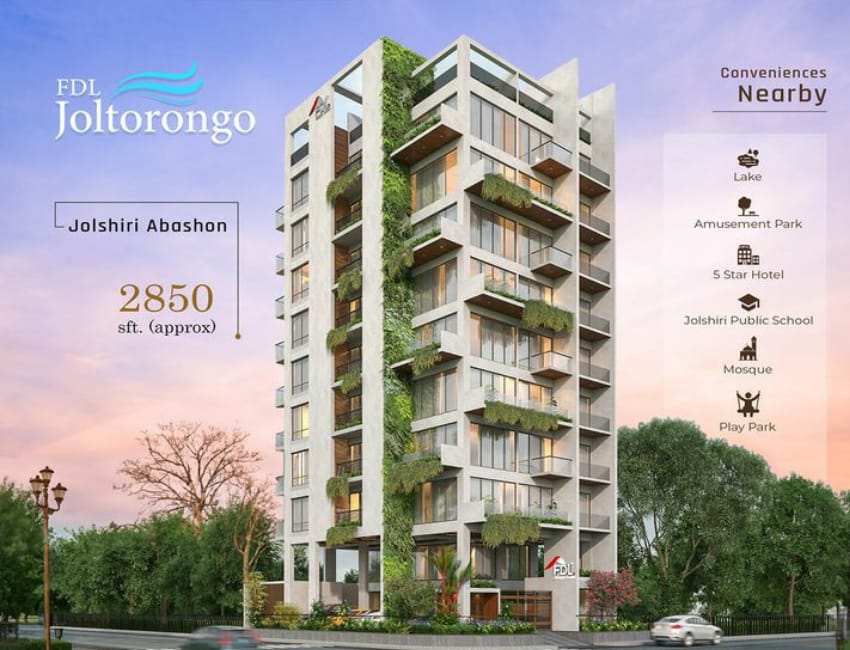 FDL
Joltorongo
Jolshiri Abashon
2850
sft. (approx)
Conveniences
Nearby
Lake
Amusement Park
5 Star Hotel
Jolshiri Public School
Mosque
Play Park
FDL